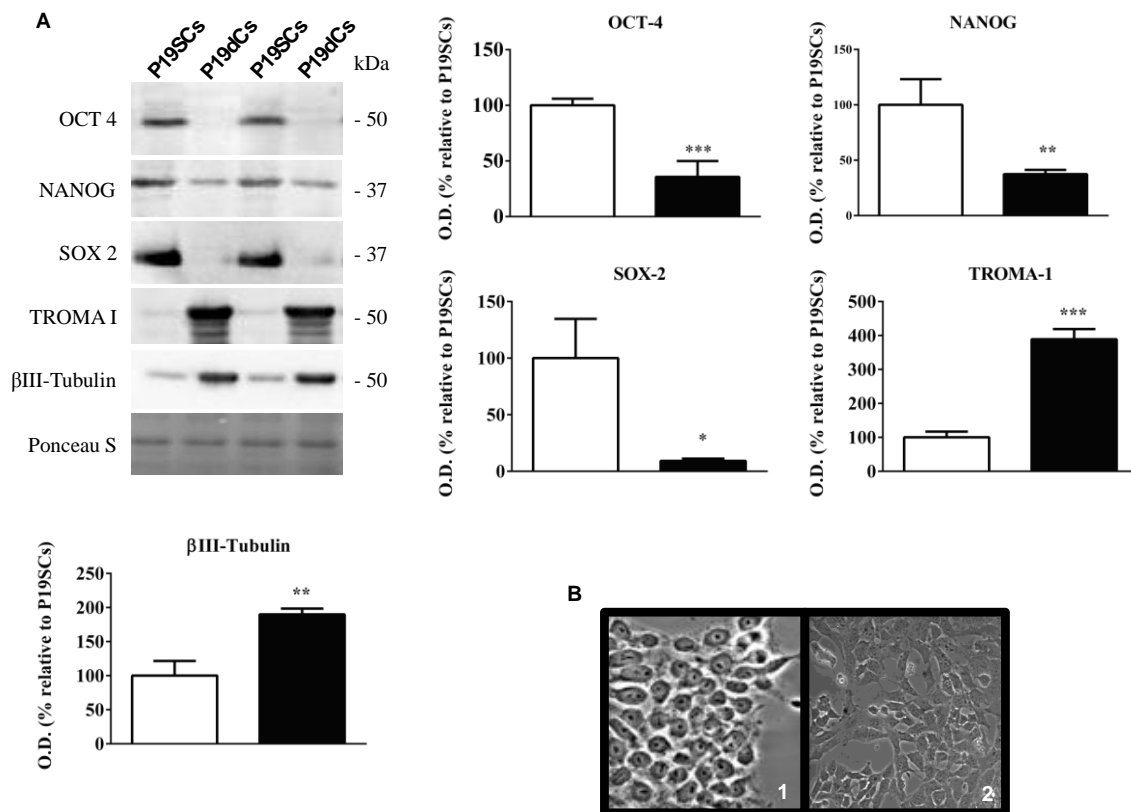 A
P19SCs P19dCs P19SCs P19dCs kDa
OCT 4 - 50
NANOG - 37
SOX 2 - 37
TROMA I - 50
βIII-Tubulin - 50
Ponceau S
OCT-4
O.D. (% relative to P19SCs)
150
100
50
0
***
NANOG
O.D. (% relative to P19SCs)
150
100
50
0
**
SOX-2
O.D. (% relative to P19SCs)
150
100
50
0
*
TROMA-1
O.D. (% relative to P19SCs)
500
400
300
200
100
0
***
βIII-Tubulin
O.D. (% relative to P19SCs)
250
200
150
100
50
0
**
B
1
2